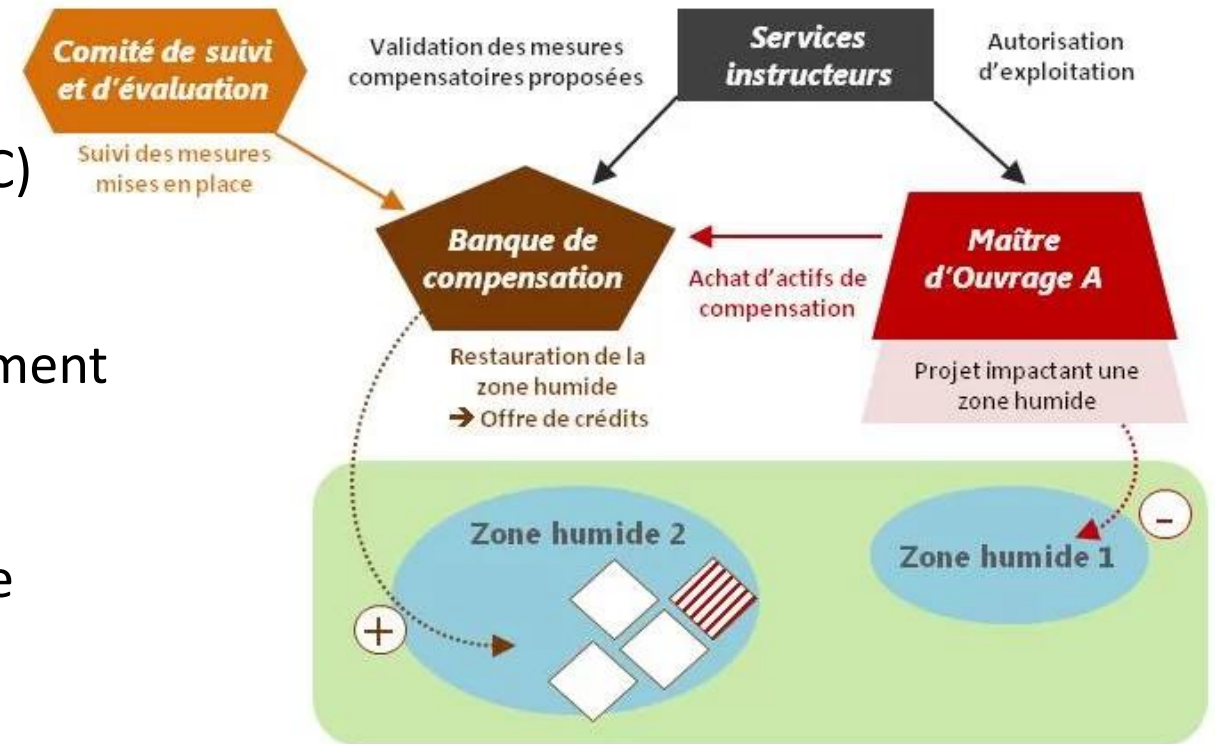 Comité de suivi
et d'évaluation
Validation des mesures
compensatoires proposées
Services
instructeurs
Autorisation
d'exploitation
C)
Suivi des mesures
mises en place
Banque de
compensation
Achat d'actifs de
compensation
Maître
d'Ouvrage A
ment
Restauration de la
zone humide
➔ Offre de crédits
Projet impactant une
zone humide
Zone humide 2
Zone humide 1
-
e
+